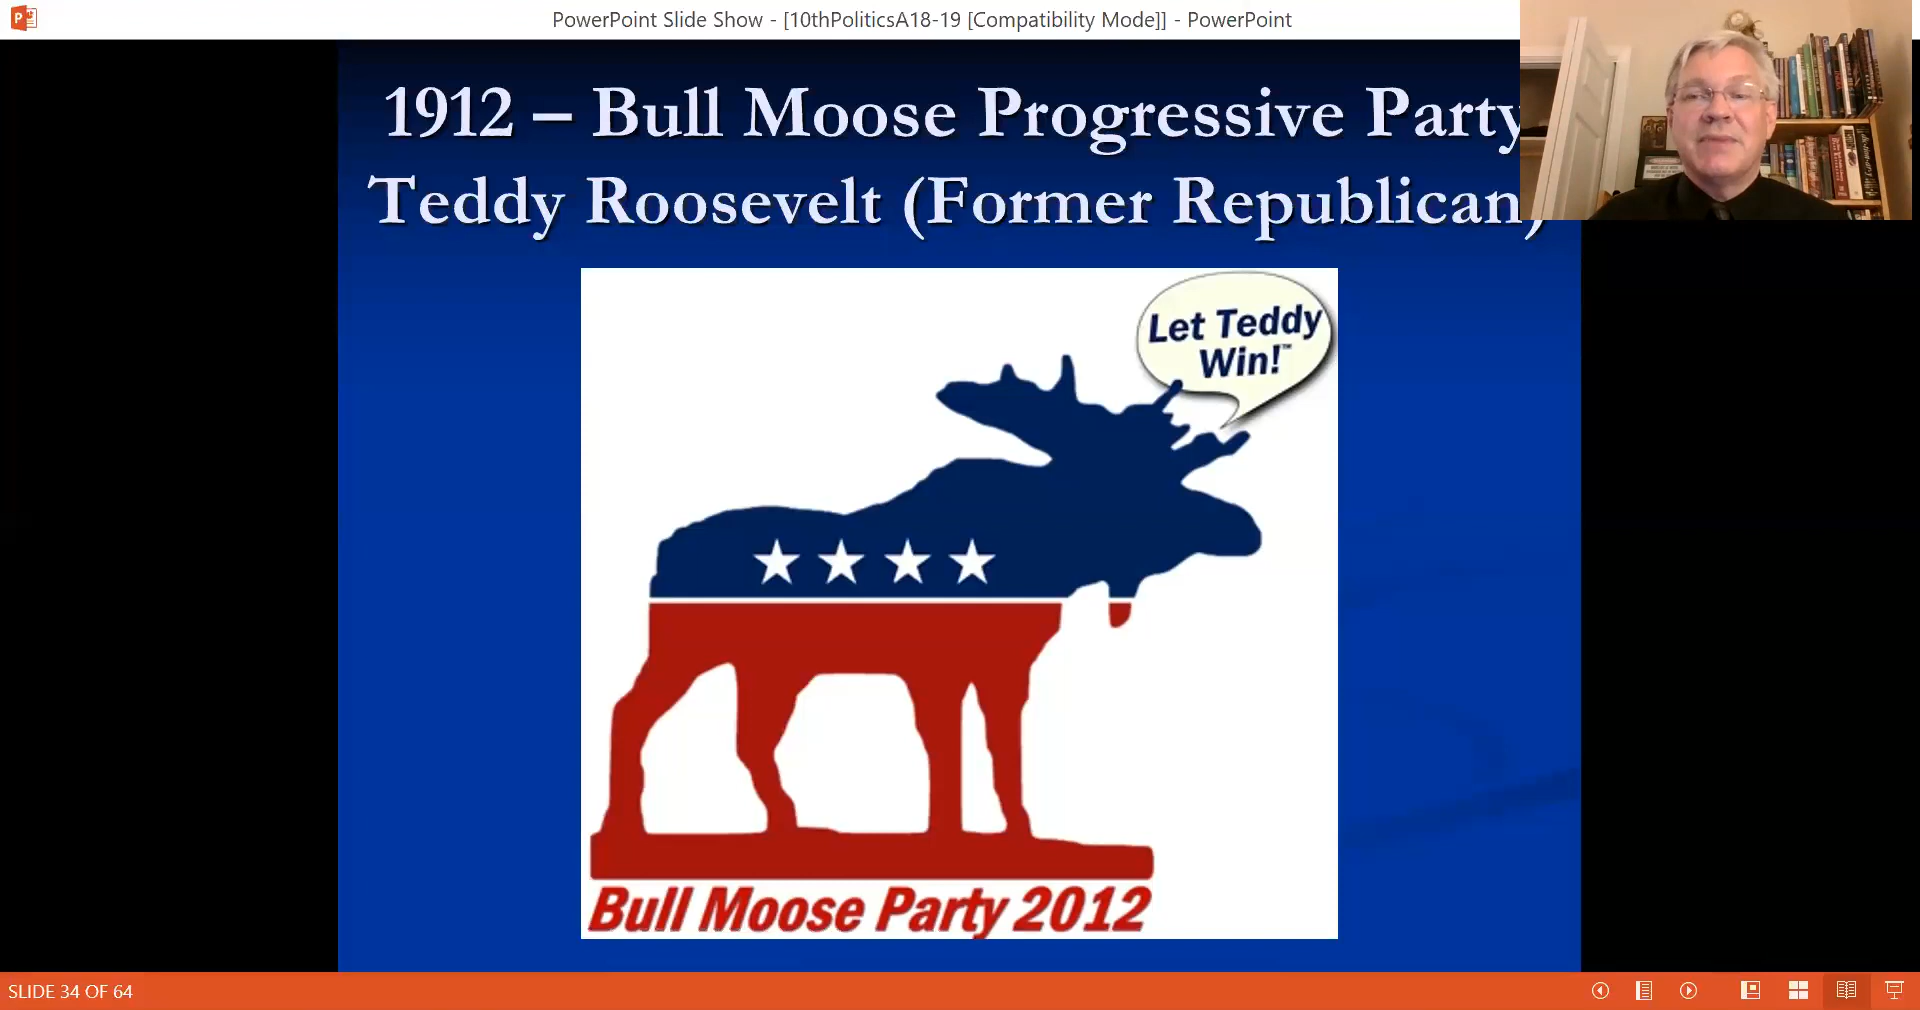 PowerPoint Slide Show - [10thPoliticsA18-19 [Compatibility Mode]] - PowerPoint
1912 – Bull Moose Progressive Party
Teddy Roosevelt (Former Republican)
Let Teddy
Win!™
Bull Moose Party 2012
SLIDE 34 OF 64